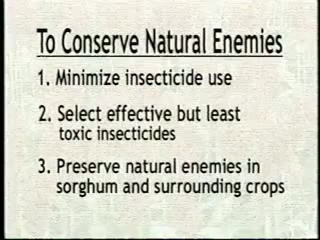 To Conserve Natural Enemies
1. Minimize insecticide use
2. Select effective but least
toxic insecticides
3. Preserve natural enemies in
sorghum and surrounding crops